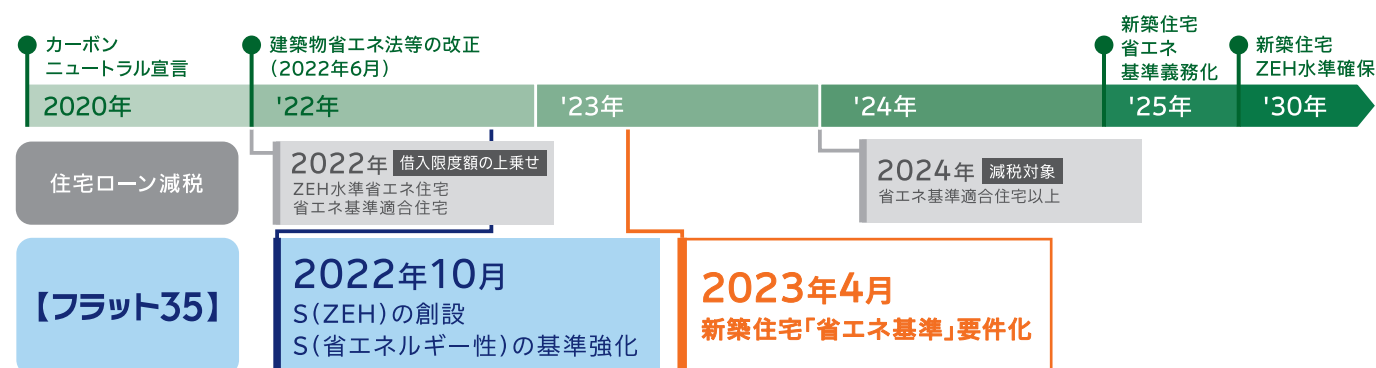 カーボン
ニュートラル宣言
建築物省エネ法等の改正
(2022年6月)
新築住宅
省エネ
基準義務化
新築住宅
ZEH水準確保
2020年
'22年
'23年
'24年
'25年
'30年
住宅ローン減税
2022年 借入限度額の上乗せ
ZEH水準省エネ住宅
省エネ基準適合住宅
2024年 減税対象
省エネ基準適合住宅以上
【フラット35】
2022年10月
S(ZEH)の創設
S(省エネルギー性)の基準強化
2023年4月
新築住宅「省エネ基準」要件化